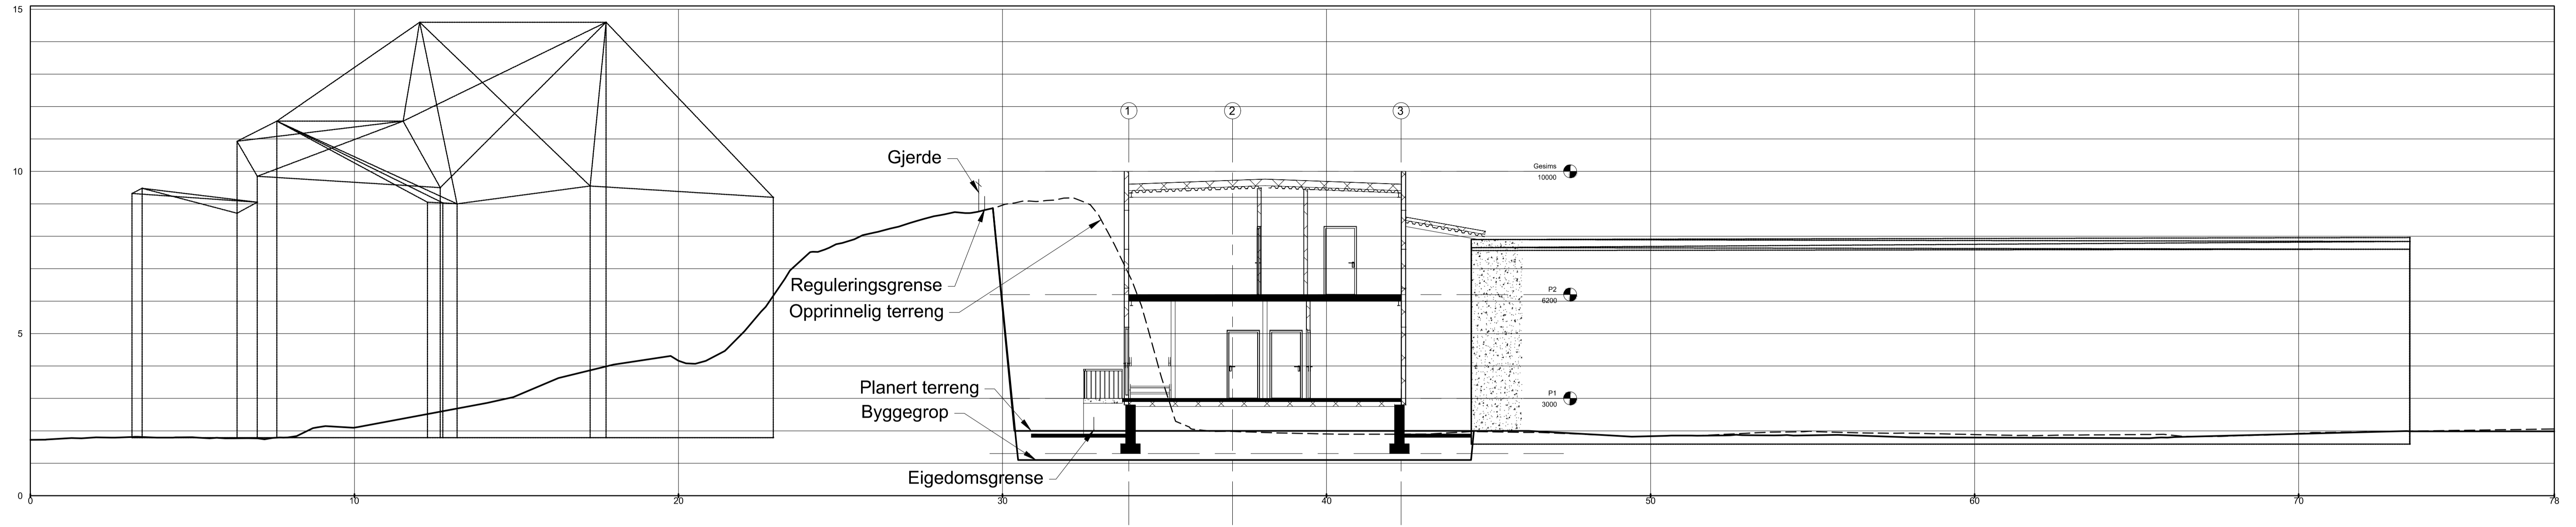 15
1
2
3
Gjerde
Gesims
10000
10
Reguleringsgrense
P2
6200
Opprinnelig terreng
5
Planert terreng
P1
3000
Byggegrop
Eigedomsgrense
0
0
10
20
30
40
50
60
70
78